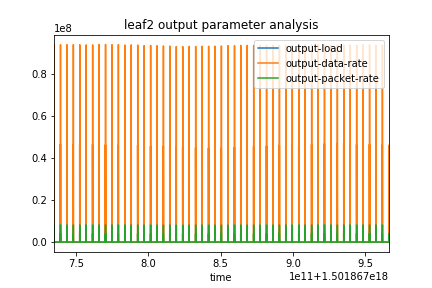 leaf2 output parameter analysis
1e8
output-load
output-data-rate
output-packet-rate
0.8
0.6
0.4
0.2
0.0
7.5 8.0 8.5 9.0 9.5
time
1e11+1.501867e18